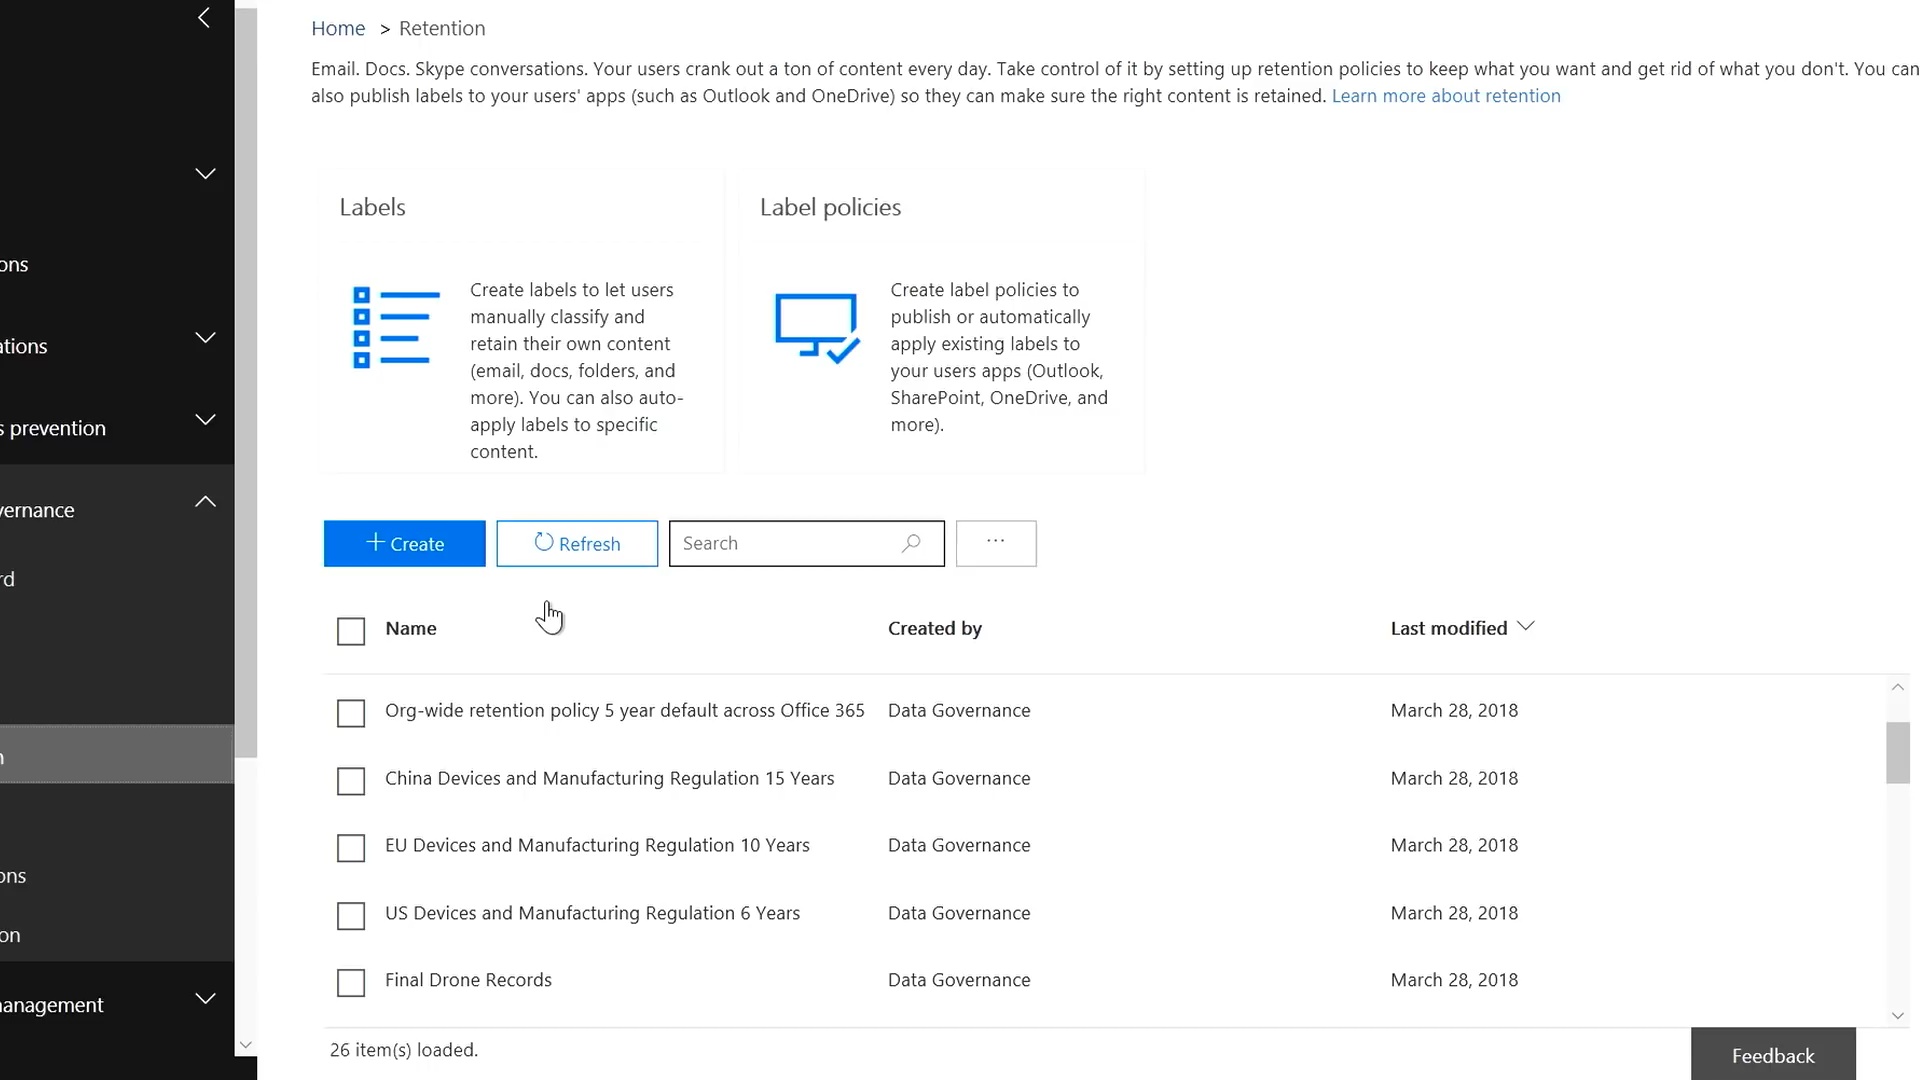 Home > Retention
Email. Docs. Skype conversations. Your users crank out a ton of content every day. Take control of it by setting up retention policies to keep what you want and get rid of what you don't. You can
also publish labels to your users' apps (such as Outlook and OneDrive) so they can make sure the right content is retained. Learn more about retention
Labels
Create labels to let users
manually classify and
retain their own content
(email, docs, folders, and
more). You can also auto-
apply labels to specific
content.
Label policies
Create label policies to
publish or automatically
apply existing labels to
your users apps (Outlook,
SharePoint, OneDrive, and
more).
ons
ations
s prevention
vernance
rd
n
ons
on
management
+ Create
Refresh
Search
...
Name Created by Last modified
Org-wide retention policy 5 year default across Office 365 Data Governance March 28, 2018
China Devices and Manufacturing Regulation 15 Years Data Governance March 28, 2018
EU Devices and Manufacturing Regulation 10 Years Data Governance March 28, 2018
US Devices and Manufacturing Regulation 6 Years Data Governance March 28, 2018
Final Drone Records Data Governance March 28, 2018
26 item(s) loaded.
Feedback